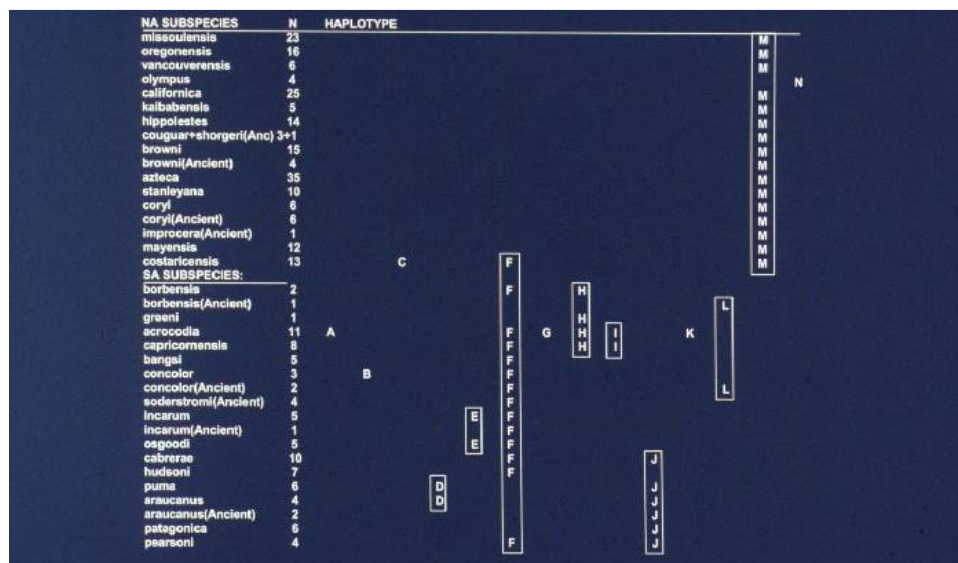 NA SUBSPECIES N HAPLOTYPE
missoulensis 23 M
oregonensis 16 M
vancouverensis 6 M
olympus 4 N
californica 25 M
kaibabensis 5 M
hippolestes 14 M
couguar+shorgeri(Anc) 3+1 M
browni 15 M
browni(Ancient) 4 M
azteca 35 M
stanleyana 10 M
coryi 6 M
coryi(Ancient) 6 M
improcera(Ancient) 1 M
mayensis 12 M
costaricensis 13 C F M
SA SUBSPECIES:
borbensis 2 F H
borbensis(Ancient) 1 L
greeni 1 H
acrocodia 11 A F G H I K
capricornensis 8 F H I
bangsi 5 F
concolor 3 B F
concolor(Ancient) 2 F L
soderstromi(Ancient) 4 F
incarum 5 E F
incarum(Ancient) 1 F
osgoodi 5 E F
cabrerae 10 F J
hudsoni 7 F
puma 6 D J
araucanus 4 D J
araucanus(Ancient) 2 J
patagonica 6 J
pearsoni 4 F J